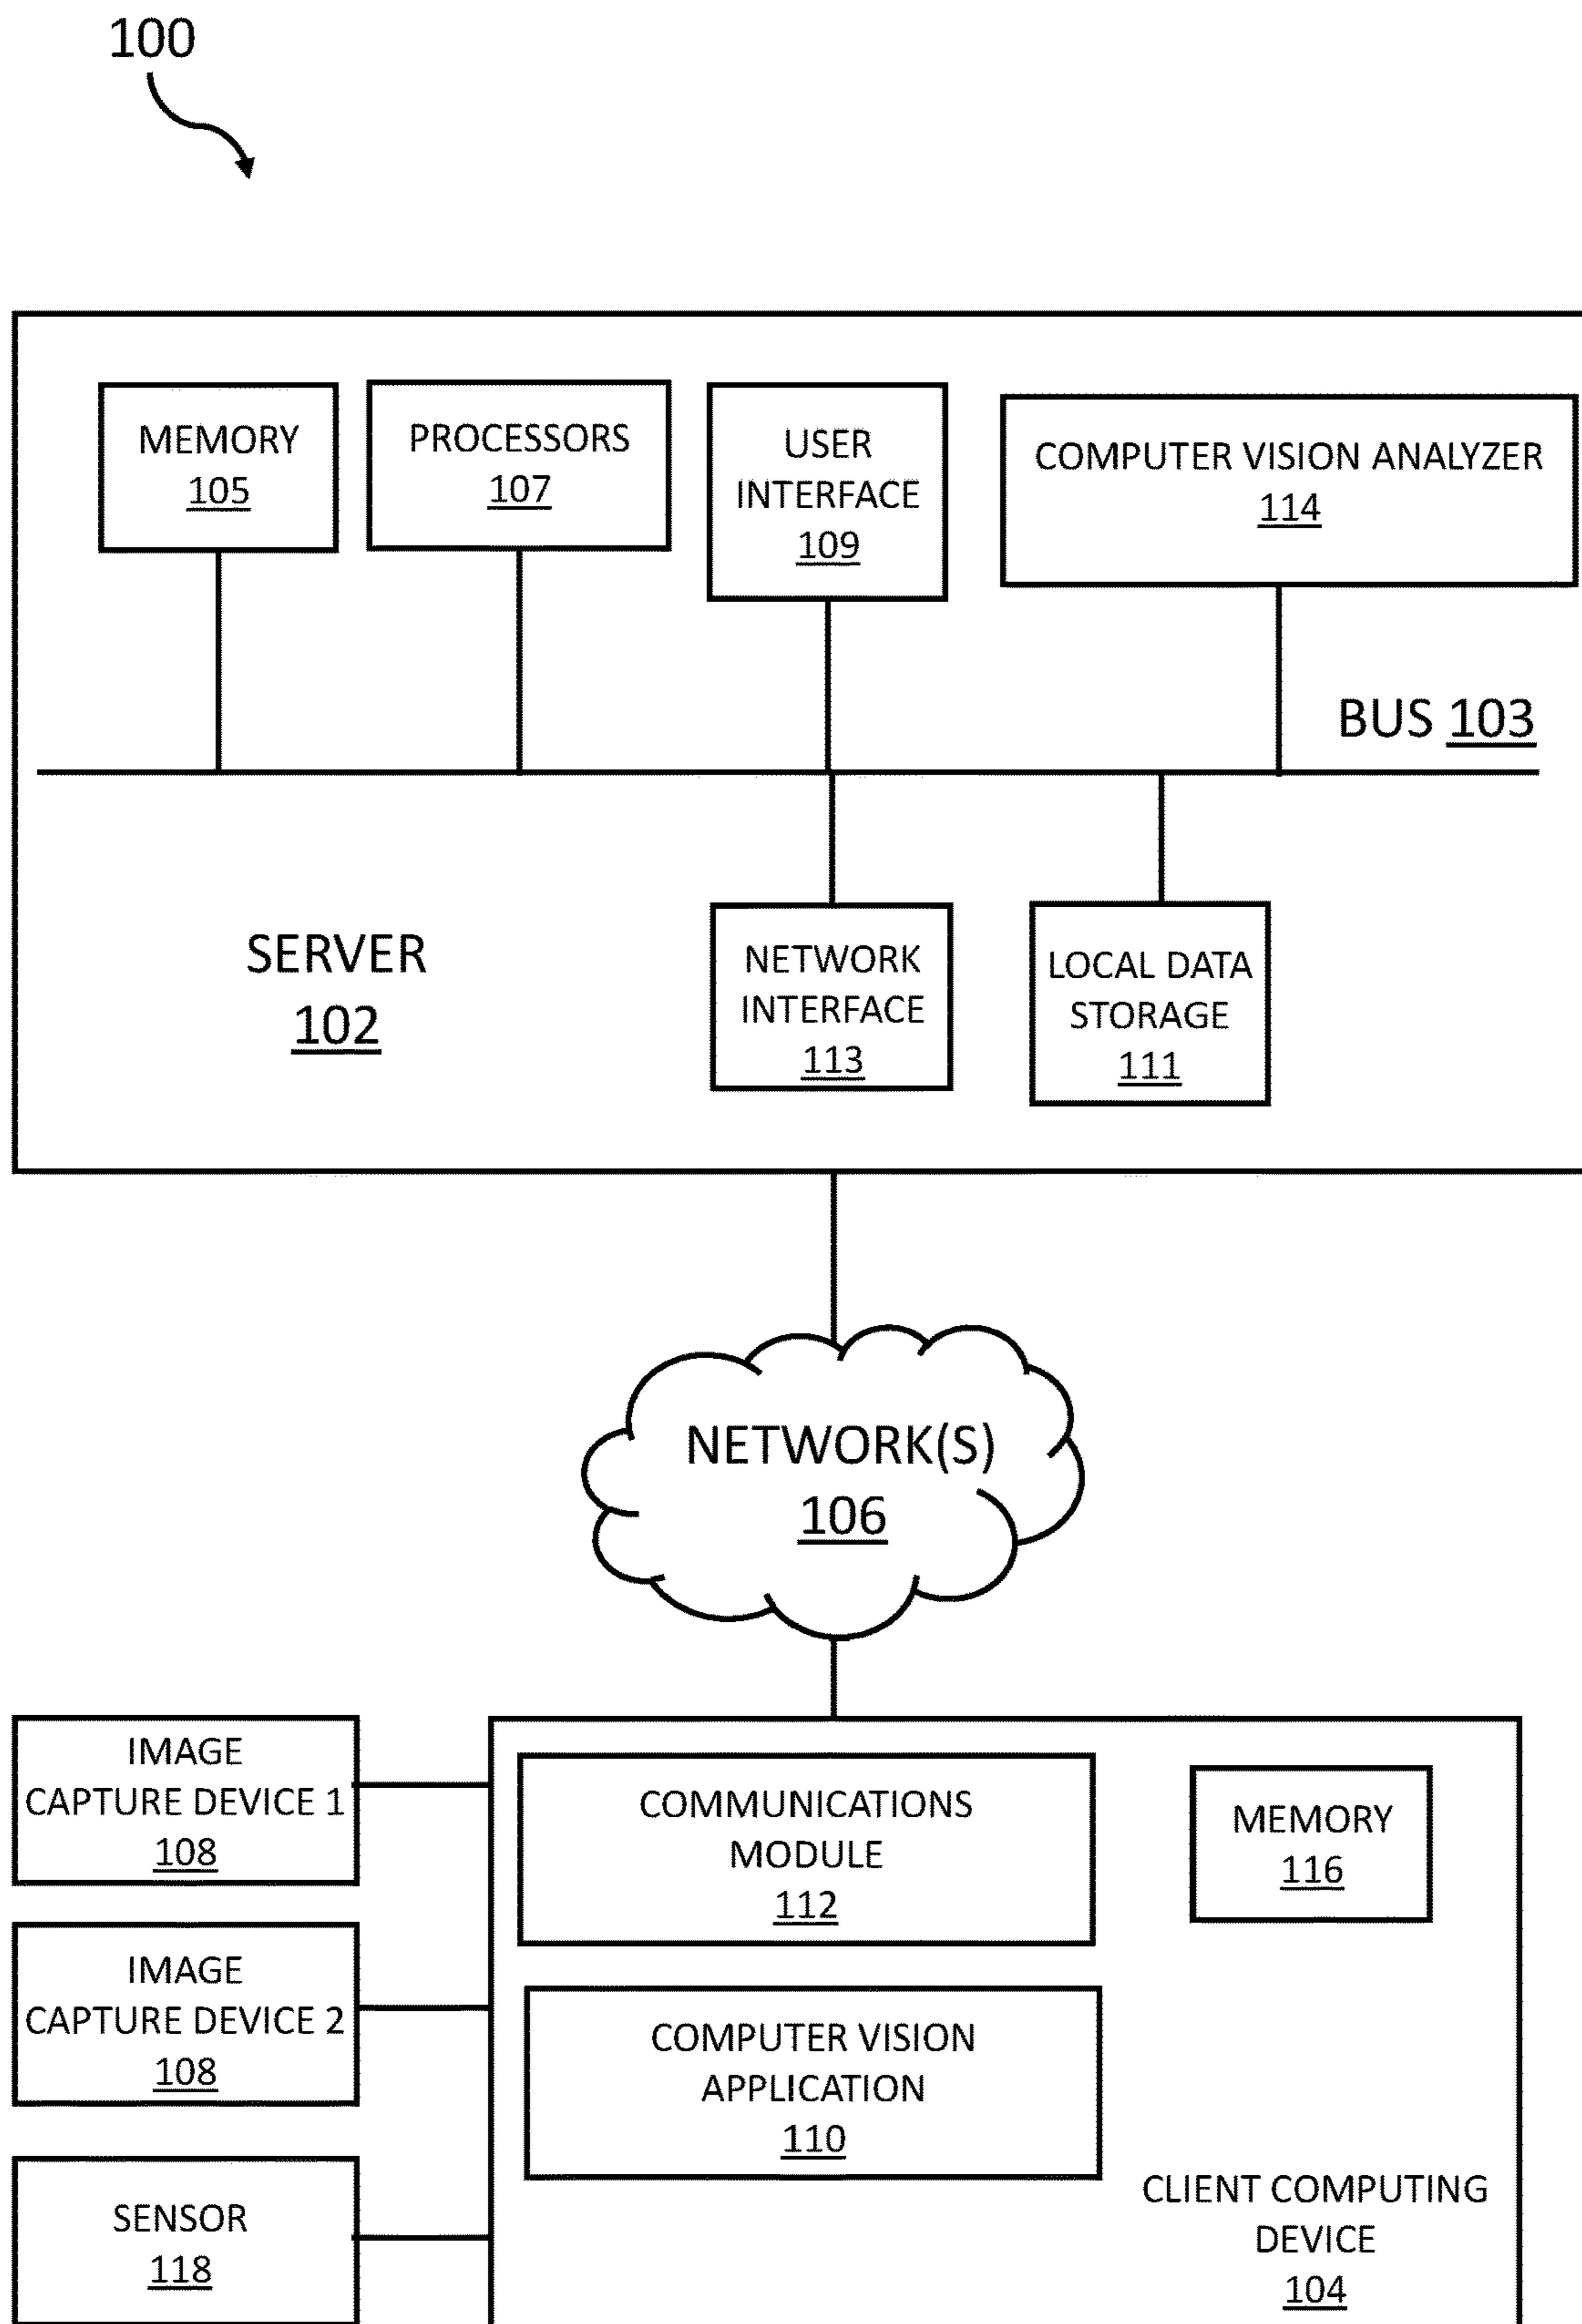 100
MEMORY
105
PROCESSORS
107
USER
INTERFACE
109
COMPUTER VISION ANALYZER
114
BUS 103
SERVER
102
NETWORK
INTERFACE
113
LOCAL DATA
STORAGE
111
NETWORK(S)
106
IMAGE
CAPTURE DEVICE 1
108
IMAGE
CAPTURE DEVICE 2
108
SENSOR
118
COMMUNICATIONS
MODULE
112
MEMORY
116
COMPUTER VISION
APPLICATION
110
CLIENT COMPUTING
DEVICE
104